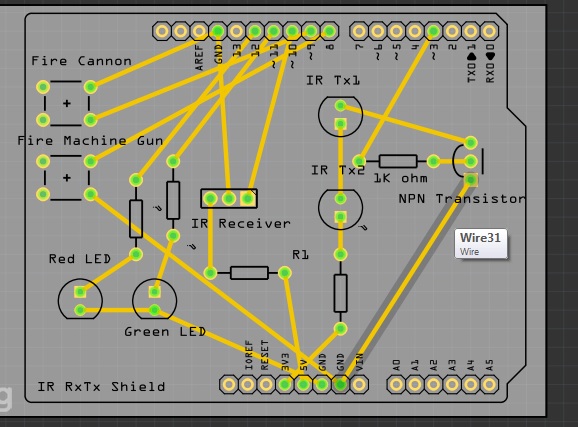 AREF
GND
13
12
~11
~10
~9
8
7
~6
~5
4
~3
2
TXO 1
RXO 0
Fire Cannon
IR Tx1
Fire Machine Gun
IR Tx2
1K ohm
NPN Transistor
IR Receiver
Wire31
Wire
Red LED
R1
Green LED
IOREF
RESET
3V3
5V
GND
GND
VIN
A0
A1
A2
A3
A4
A5
IR RxTx Shield
g